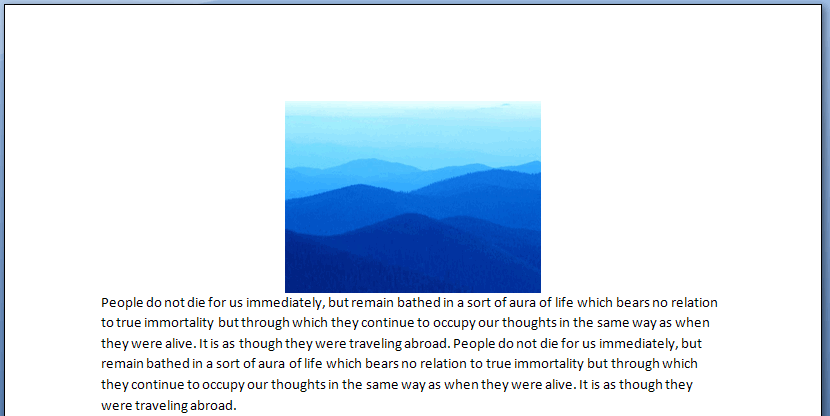 People do not die for us immediately, but remain bathed in a sort of aura of life which bears no relation
to true immortality but through which they continue to occupy our thoughts in the same way as when
they were alive. It is as though they were traveling abroad. People do not die for us immediately, but
remain bathed in a sort of aura of life which bears no relation to true immortality but through which
they continue to occupy our thoughts in the same way as when they were alive. It is as though they
were traveling abroad.